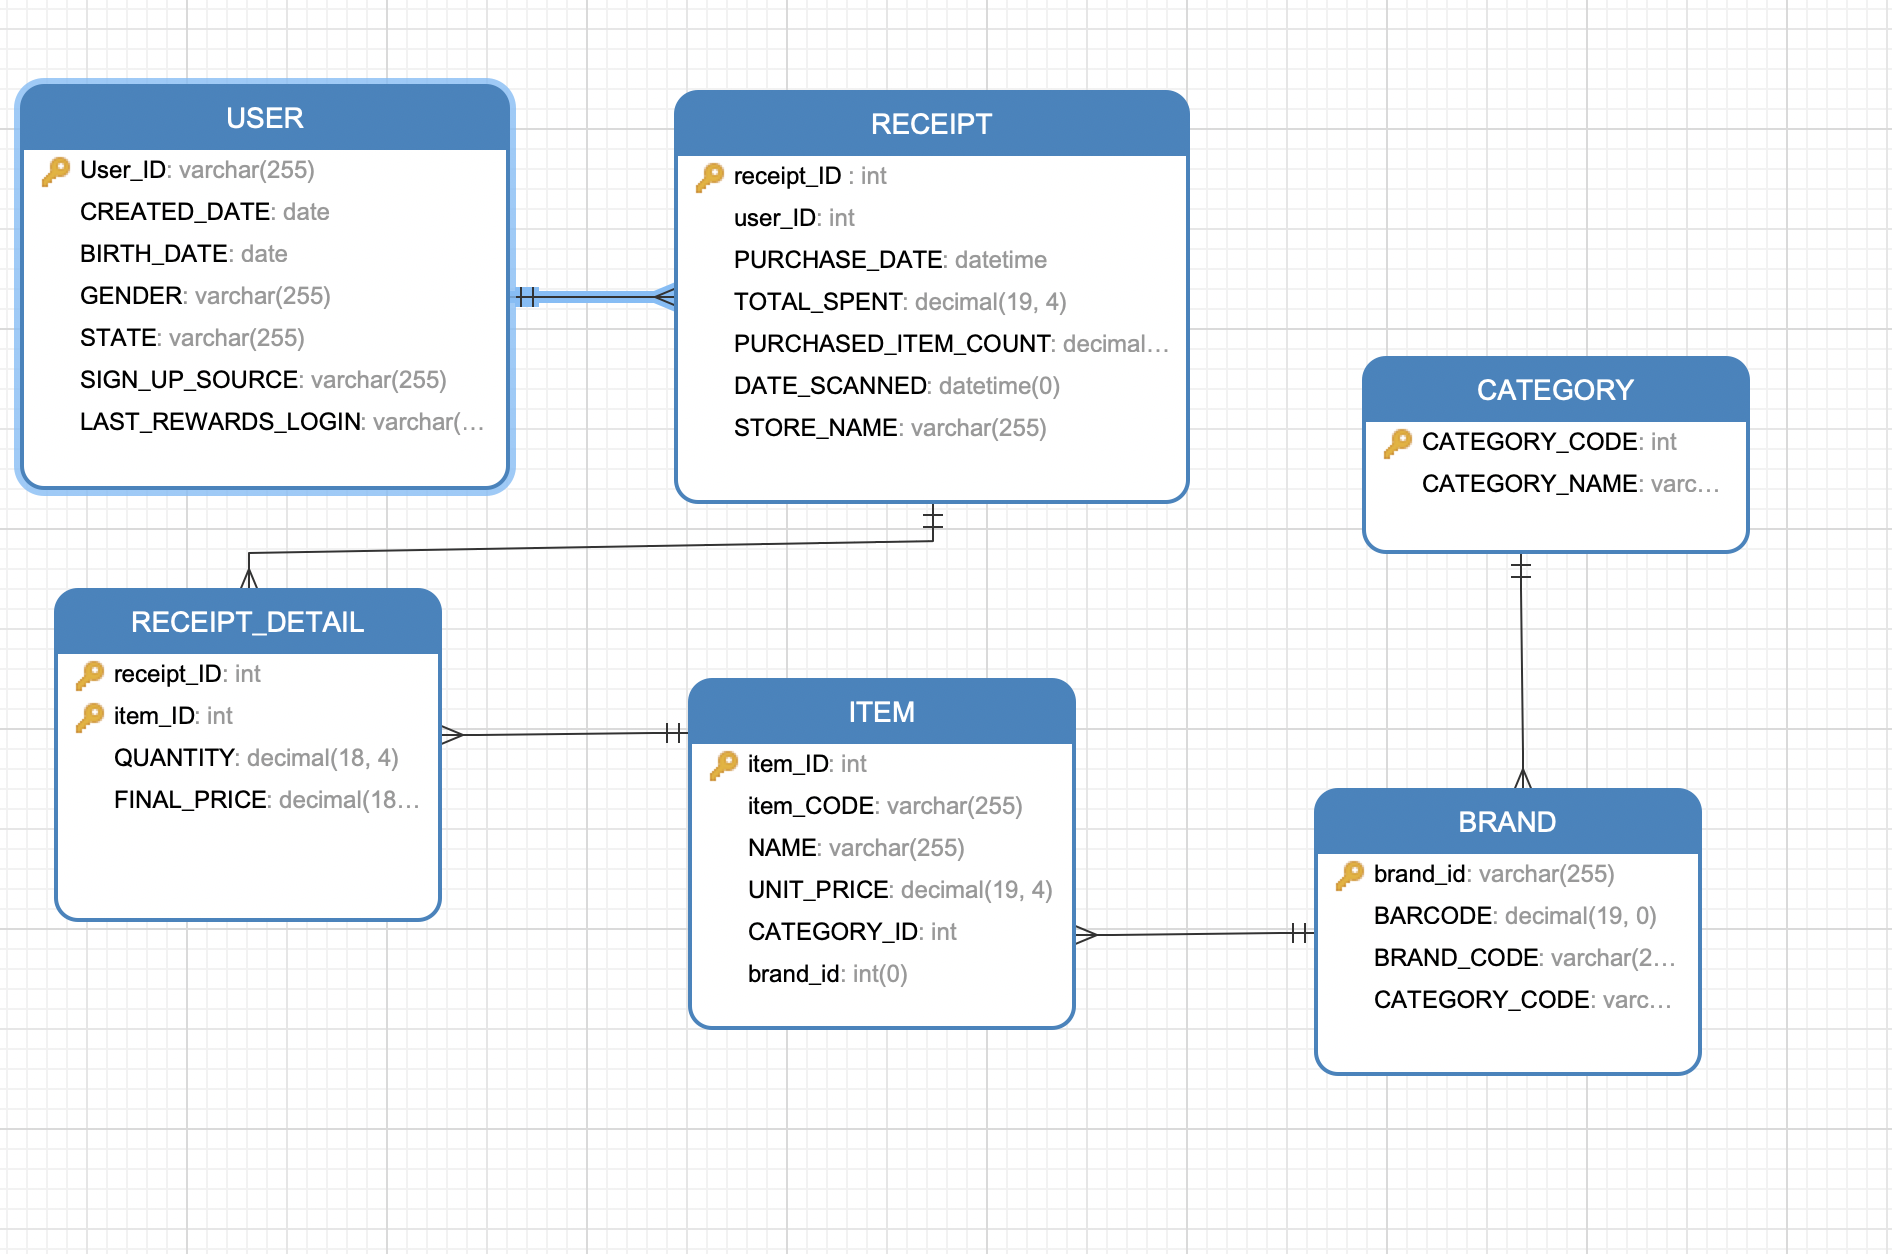 USER
User_ID: varchar(255)
CREATED_DATE: date
BIRTH_DATE: date
GENDER: varchar(255)
STATE: varchar(255)
SIGN_UP_SOURCE: varchar(255)
LAST_REWARDS_LOGIN: varchar(...
RECEIPT
receipt_ID : int
user_ID: int
PURCHASE_DATE: datetime
TOTAL_SPENT: decimal(19, 4)
PURCHASED_ITEM_COUNT: decimal...
DATE_SCANNED: datetime(0)
STORE_NAME: varchar(255)
CATEGORY
CATEGORY_CODE: int
CATEGORY_NAME: varc...
RECEIPT_DETAIL
receipt_ID: int
item_ID: int
QUANTITY: decimal(18, 4)
FINAL_PRICE: decimal(18...
ITEM
item_ID: int
item_CODE: varchar(255)
NAME: varchar(255)
UNIT_PRICE: decimal(19, 4)
CATEGORY_ID: int
brand_id: int(0)
BRAND
brand_id: varchar(255)
BARCODE: decimal(19, 0)
BRAND_CODE: varchar(2...
CATEGORY_CODE: varc...